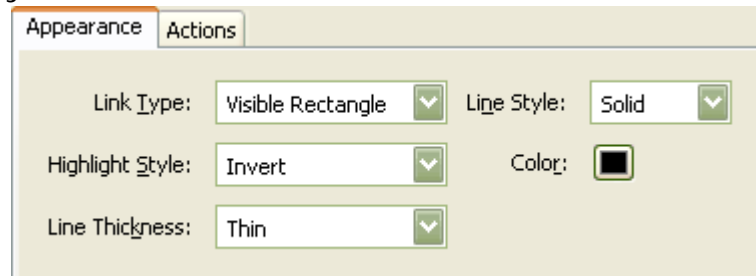 Appearance Actions
Link Type: Visible Rectangle Line Style: Solid
Highlight Style: Invert Color:
Line Thickness: Thin